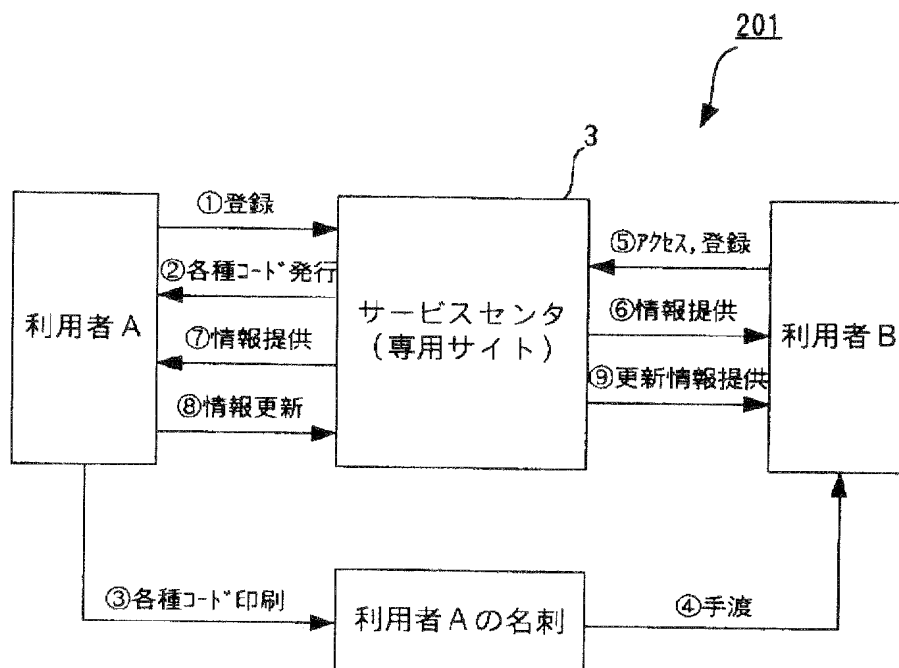 201
3
①登録
②各種コード発行
⑦情報提供
⑧情報更新
利用者A
サービスセンタ
(専用サイト)
⑤アクセス,登録
⑥情報提供
⑨更新情報提供
利用者B
③各種コード印刷
利用者Aの名刺
④手渡